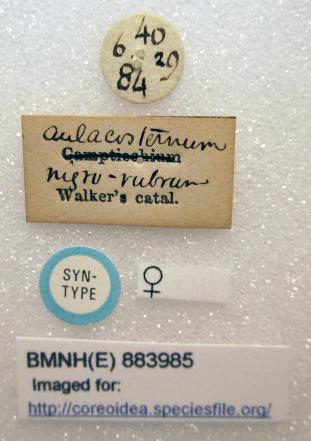 6 40
84 29
aulacosternum
Camptischium
nigro-rubrum
Walker's catal.
SYN-
TYPE
♀
BMNH(E) 883985
Imaged for:
http://coreoidea.speciesfile.org/